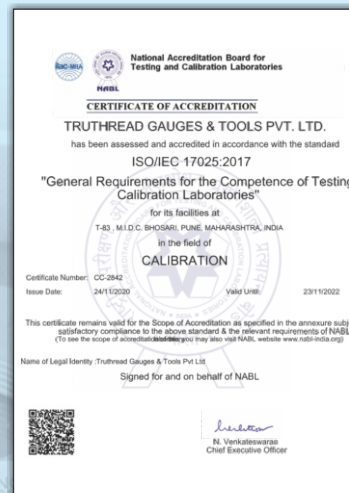 ilac-MRA
NABL
National Accreditation Board for
Testing and Calibration Laboratories
CERTIFICATE OF ACCREDITATION
TRUTHREAD GAUGES & TOOLS PVT. LTD.
has been assessed and accredited in accordance with the standard
ISO/IEC 17025:2017
"General Requirements for the Competence of Testing
Calibration Laboratories"
for its facilities at
T-83, M.I.D.C. BHOSARI, PUNE, MAHARASHTRA, INDIA
in the field of
CALIBRATION
Certificate Number: CC-2842
Issue Date: 24/11/2020 Valid Until: 23/11/2022
This certificate remains valid for the Scope of Accreditation as specified in the annexure subj
satisfactory compliance to the above standard & the relevant requirements of NABL
(To see the scope of accreditation you may also visit NABL website www.nabl-india.org)
Name of Legal Identity :Truthread Gauges & Tools Pvt Ltd
Signed for and on behalf of NABL
N. Venkateswaran
Chief Executive Officer